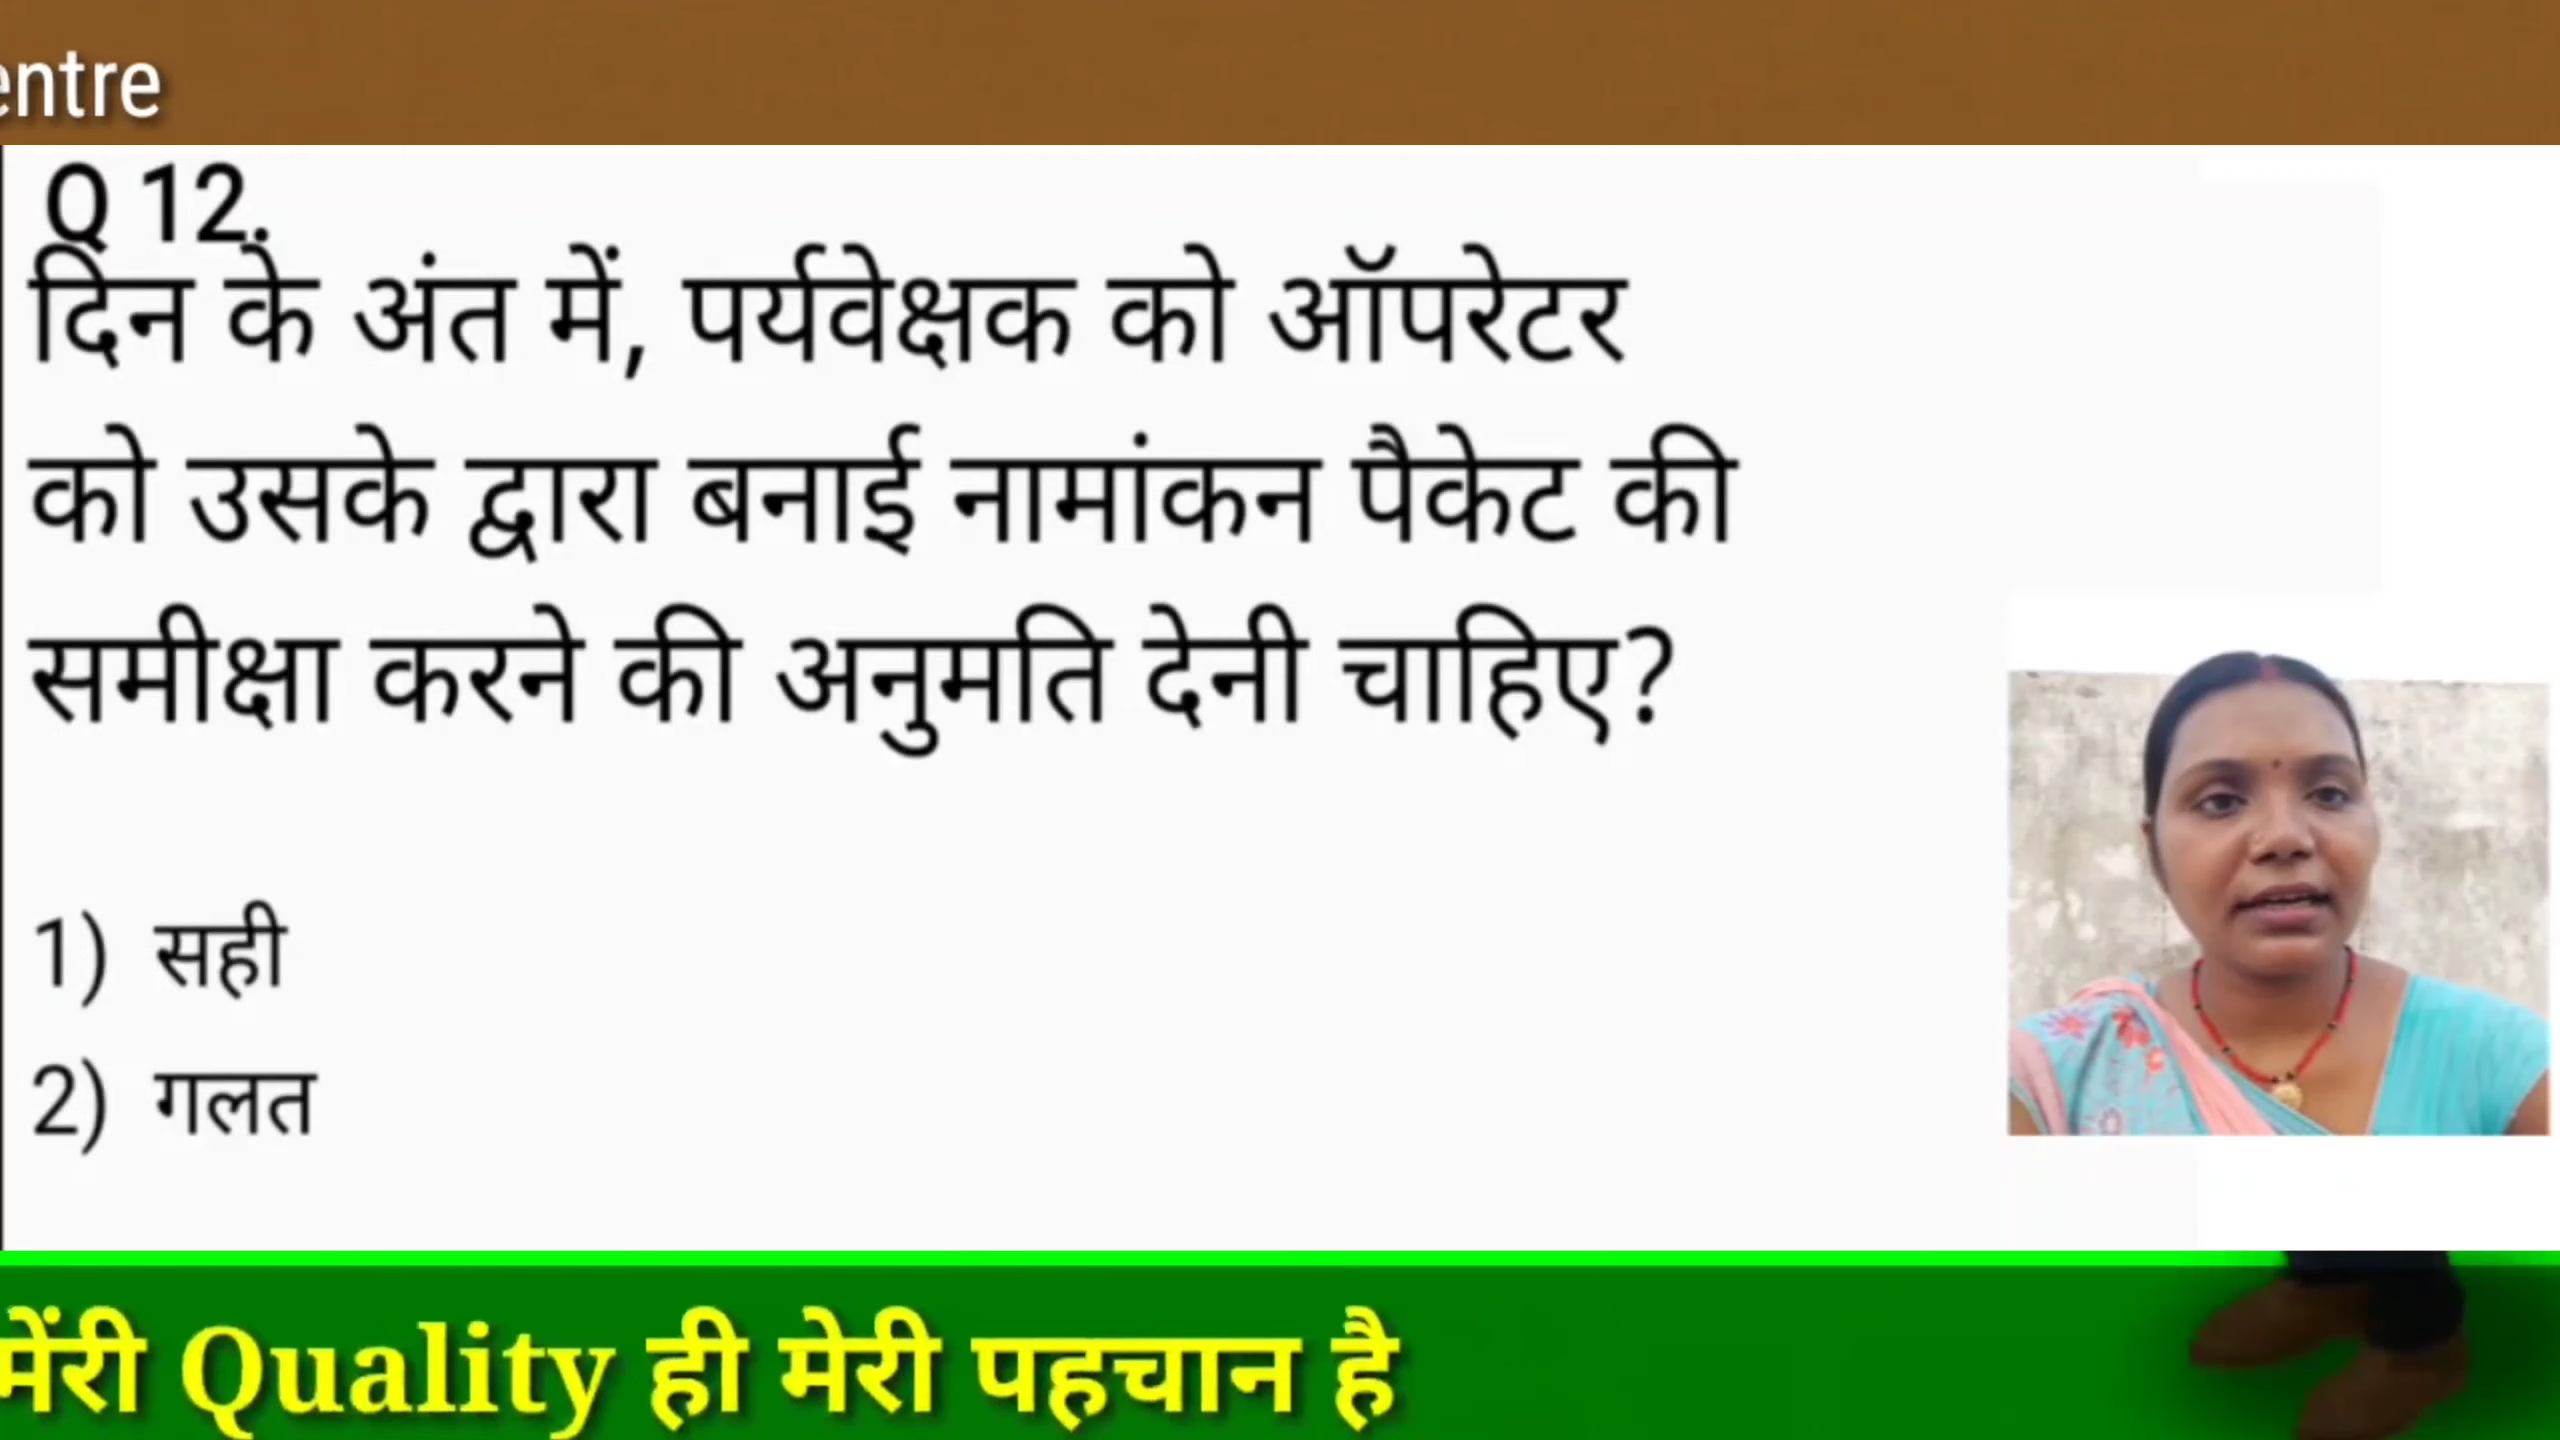 entre
Q 12.
दिन के अंत में, पर्यवेक्षक को ऑपरेटर
को उसके द्वारा बनाई नामांकन पैकेट की
समीक्षा करने की अनुमति देनी चाहिए?
1) सही
2) गलत
मेंरी Quality ही मेरी पहचान है